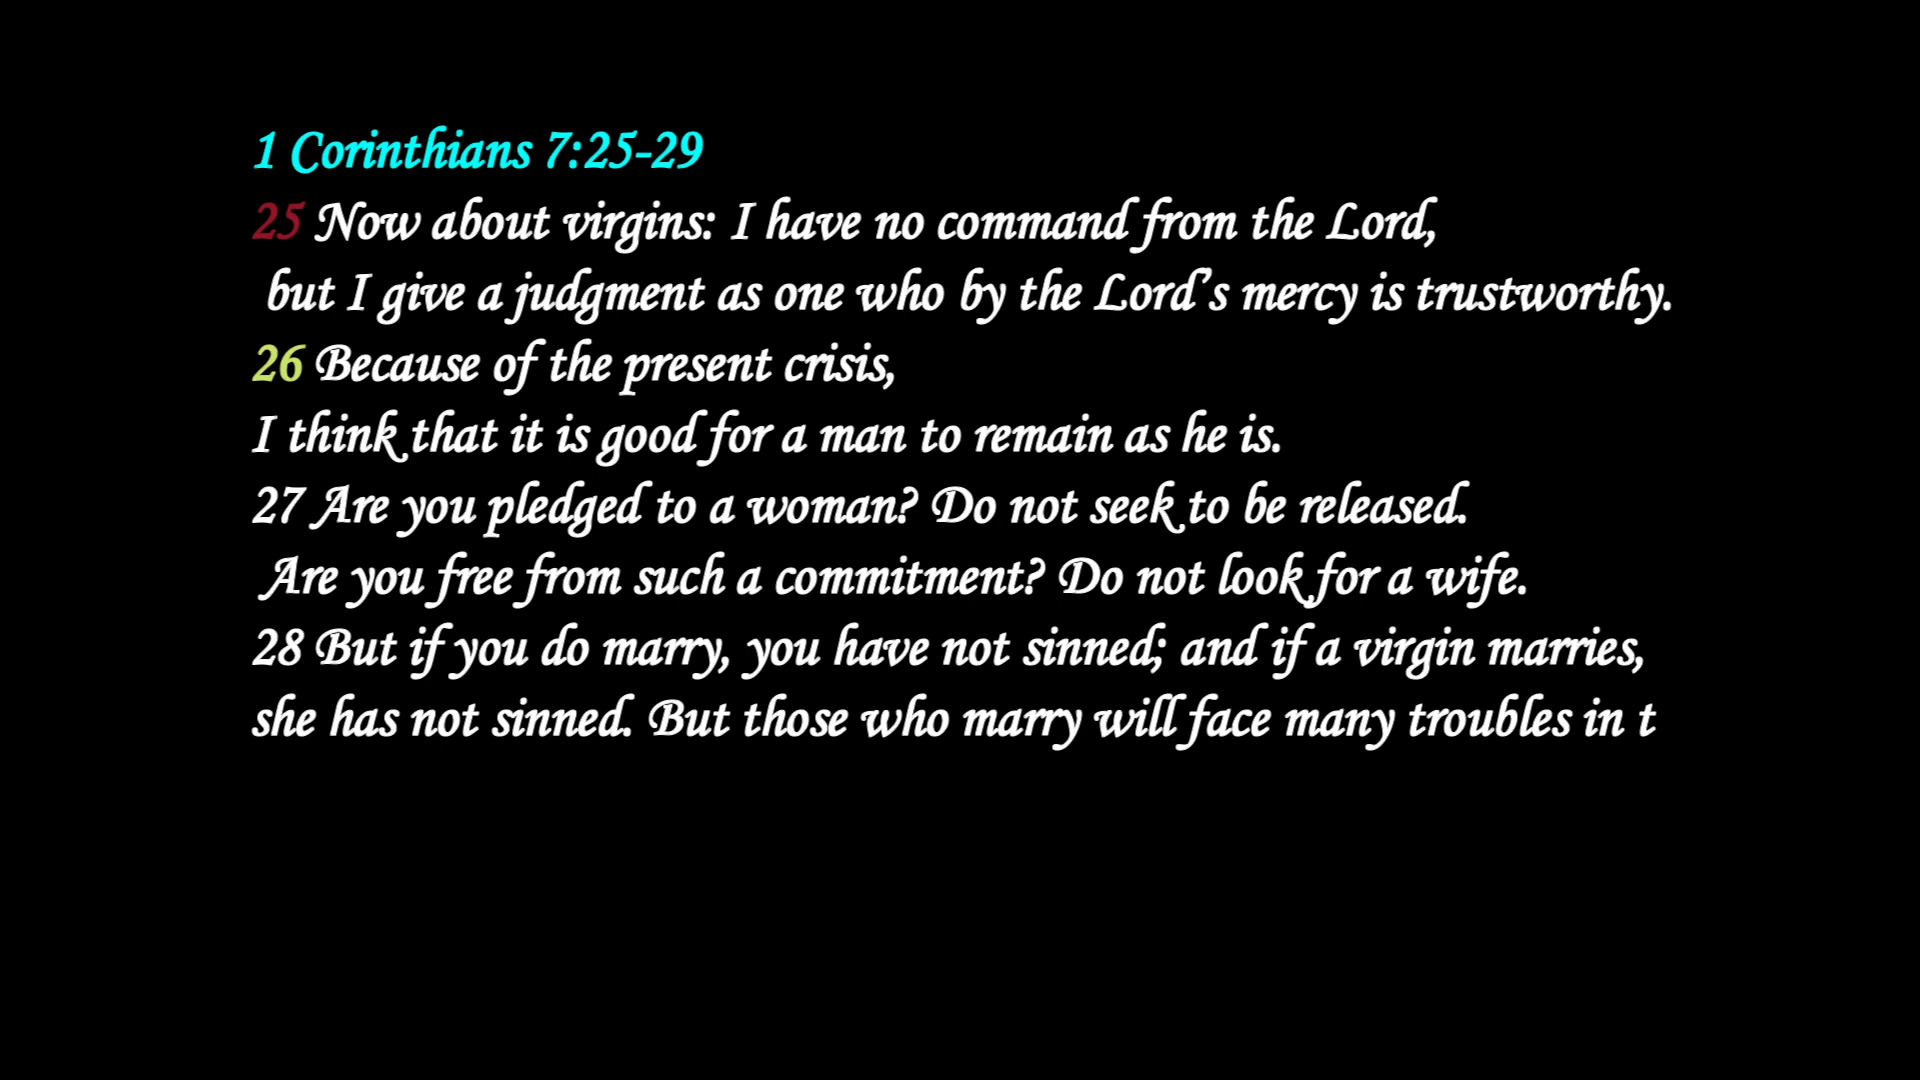 1 Corinthians 7:25-29
25 Now about virgins: I have no command from the Lord,
but I give a judgment as one who by the Lord’s mercy is trustworthy.
26 Because of the present crisis,
I think that it is good for a man to remain as he is.
27 Are you pledged to a woman? Do not seek to be released.
Are you free from such a commitment? Do not look for a wife.
28 But if you do marry, you have not sinned; and if a virgin marries,
she has not sinned. But those who marry will face many troubles in t